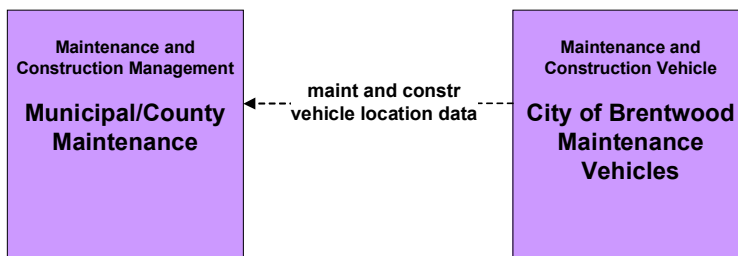 Maintenance and
Construction Management
Municipal/County
Maintenance
maint and constr
vehicle location data
Maintenance and
Construction Vehicle
City of Brentwood
Maintenance
Vehicles